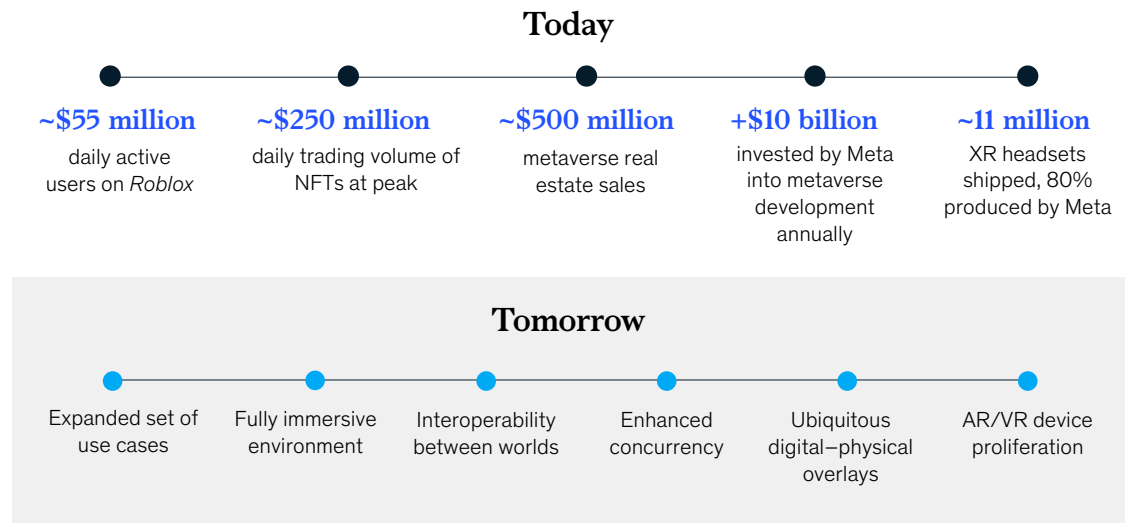 Today
~$55 million
daily active
users on Roblox
~$250 million
daily trading volume of
NFTs at peak
~$500 million
metaverse real
estate sales
+$10 billion
invested by Meta
into metaverse
development
annually
~11 million
XR headsets
shipped, 80%
produced by Meta
Tomorrow
Expanded set of
use cases
Fully immersive
environment
Interoperability
between worlds
Enhanced
concurrency
Ubiquitous
digital–physical
overlays
AR/VR device
proliferation